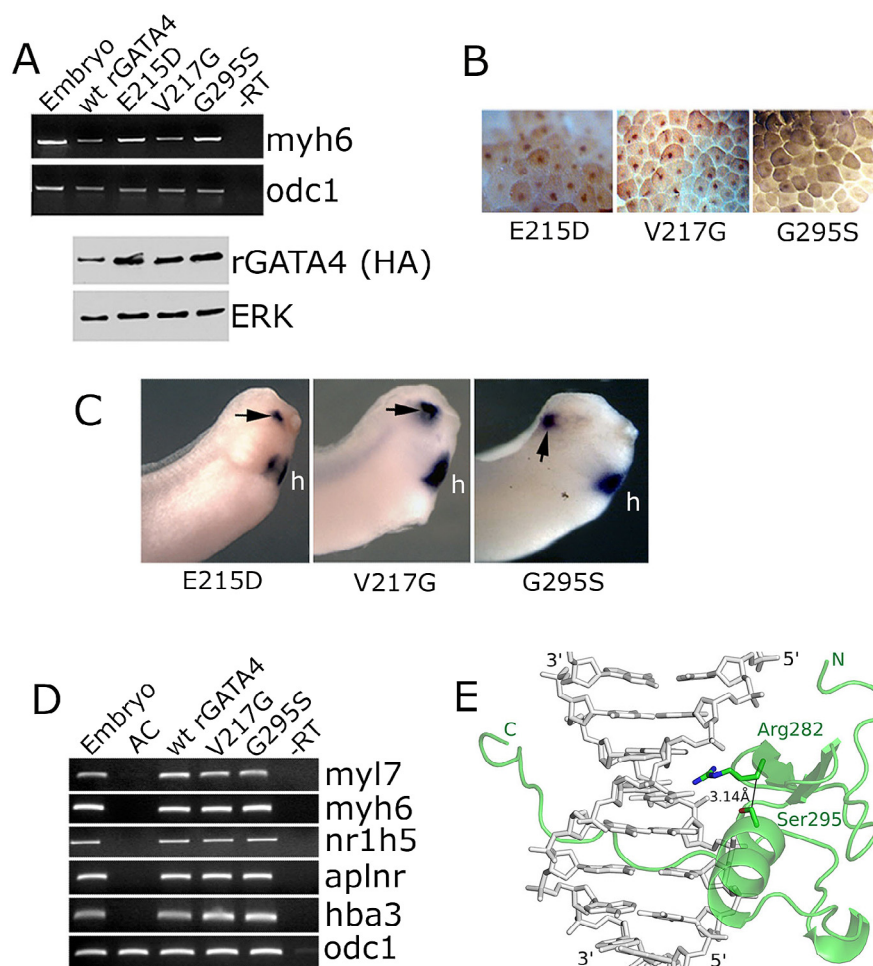 A
Embryo
wt rGATA4
E215D
V217G
G295S
-RT
myh6
odc1
rGATA4 (HA)
ERK
B
E215D
V217G
G295S
C
h
h
h
E215D
V217G
G295S
D
Embryo
AC
wt rGATA4
V217G
G295S
-RT
myl7
myh6
nr1h5
aplnr
hba3
odc1
E
3'
5'
N
C
Arg282
3.14Å
Ser295
3'
5'